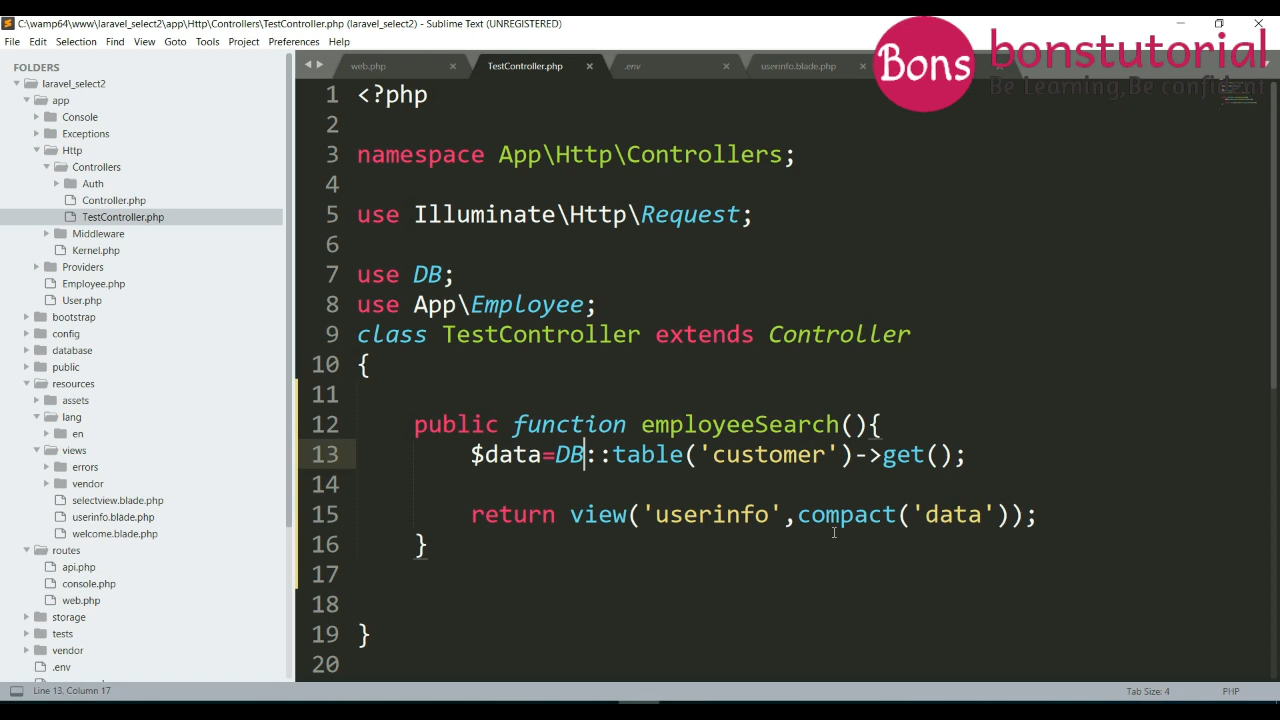 C:\wamp64\www\laravel_select2\app\Http\Controllers\TestController.php (laravel_select2) - Sublime Text (UNREGISTERED)
File Edit Selection Find View Goto Tools Project Preferences Help
Bons
bonstutorial
Be Learning,Be confident
web.php TestController.php .env userinfo.blade.php
FOLDERS
laravel_select2
app
Console
Exceptions
Http
Controllers
Auth
Controller.php
TestController.php
Middleware
Kernel.php
Providers
Employee.php
User.php
bootstrap
config
database
public
resources
assets
lang
en
views
errors
vendor
selectview.blade.php
userinfo.blade.php
welcome.blade.php
routes
api.php
console.php
web.php
storage
tests
vendor
.env
1 <?php
2
3 namespace App\Http\Controllers;
4
5 use Illuminate\Http\Request;
6
7 use DB;
8 use App\Employee;
9 class TestController extends Controller
10 {
11
12 public function employeeSearch(){
13 $data=DB::table('customer')->get();
14
15 return view('userinfo',compact('data'));
16 }
17
18
19 }
20
Line 13, Column 17
Tab Size: 4
PHP